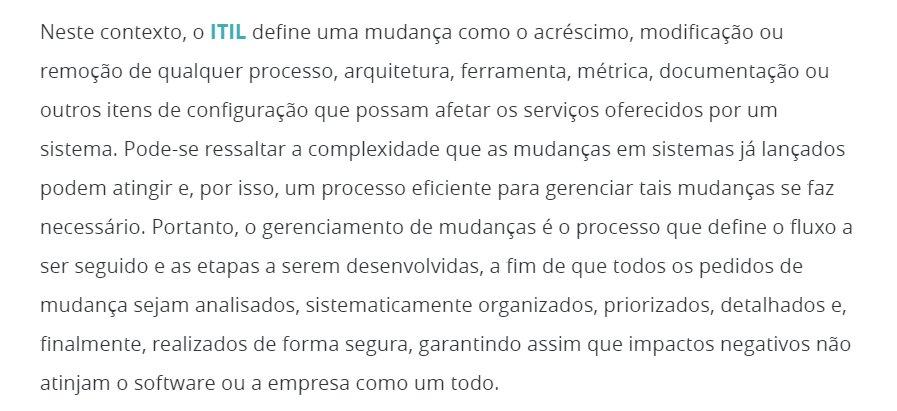 Neste contexto, o ITIL define uma mudança como o acréscimo, modificação ou
remoção de qualquer processo, arquitetura, ferramenta, métrica, documentação ou
outros itens de configuração que possam afetar os serviços oferecidos por um
sistema. Pode-se ressaltar a complexidade que as mudanças em sistemas já lançados
podem atingir e, por isso, um processo eficiente para gerenciar tais mudanças se faz
necessário. Portanto, o gerenciamento de mudanças é o processo que define o fluxo a
ser seguido e as etapas a serem desenvolvidas, a fim de que todos os pedidos de
mudança sejam analisados, sistematicamente organizados, priorizados, detalhados e,
finalmente, realizados de forma segura, garantindo assim que impactos negativos não
atinjam o software ou a empresa como um todo.